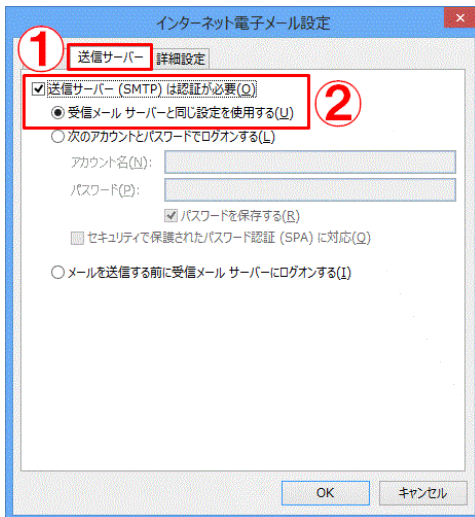 インターネット電子メール設定
×
① 送信サーバー 詳細設定
送信サーバー (SMTP) は認証が必要(O)
② 受信メール サーバーと同じ設定を使用する(U)
次のアカウントとパスワードでログオンする(L)
アカウント名(N):
パスワード(P):
パスワードを保存する(R)
セキュリティで保護されたパスワード認証 (SPA) に対応(Q)
メールを送信する前に受信メール サーバーにログオンする(I)
OK キャンセル